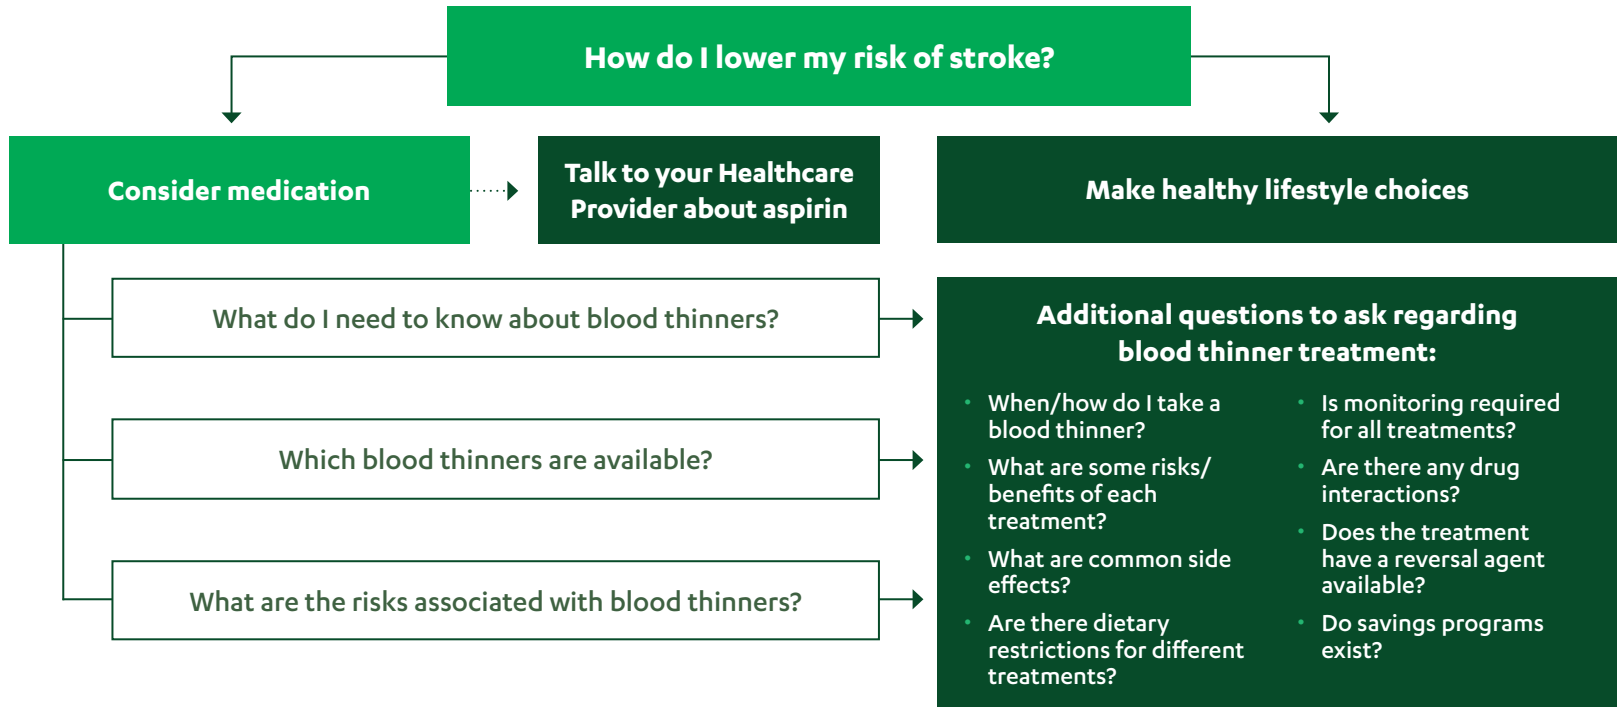 How do I lower my risk of stroke?
Consider medication
Talk to your Healthcare
Provider about aspirin
Make healthy lifestyle choices
What do I need to know about blood thinners?
Which blood thinners are available?
What are the risks associated with blood thinners?
Additional questions to ask regarding
blood thinner treatment:
• When/how do I take a
blood thinner?
• What are some risks/
benefits of each
treatment?
• What are common side
effects?
• Are there dietary
restrictions for different
treatments?
• Is monitoring required
for all treatments?
• Are there any drug
interactions?
• Does the treatment
have a reversal agent
available?
• Do savings programs
exist?